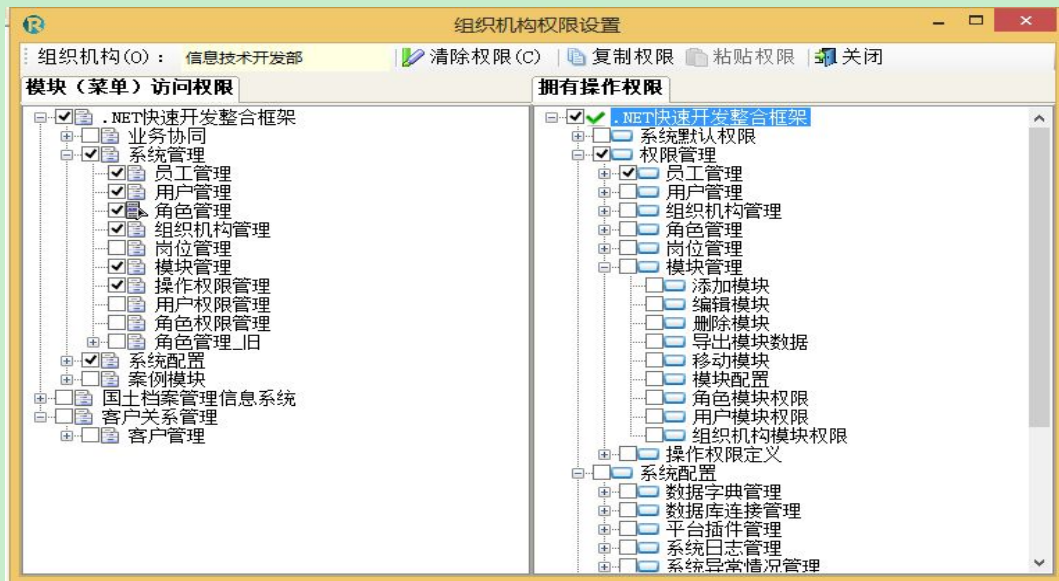 组织机构权限设置
组织机构(O)： 信息技术开发部 清除权限(C) 复制权限 粘贴权限 关闭
模块（菜单）访问权限
.NET快速开发整合框架
业务协同
系统管理
员工管理
用户管理
角色管理
组织机构管理
岗位管理
模块管理
操作权限管理
用户权限管理
角色权限管理
角色管理_旧
系统配置
案例模块
国土档案管理信息系统
客户关系管理
客户管理
拥有操作权限
.NET快速开发整合框架
系统默认权限
权限管理
员工管理
用户管理
组织机构管理
角色管理
岗位管理
模块管理
添加模块
编辑模块
删除模块
导出模块数据
移动模块
模块配置
角色模块权限
用户模块权限
组织机构模块权限
操作权限定义
系统配置
数据字典管理
数据库连接管理
平台插件管理
系统日志管理
系统异常情况管理